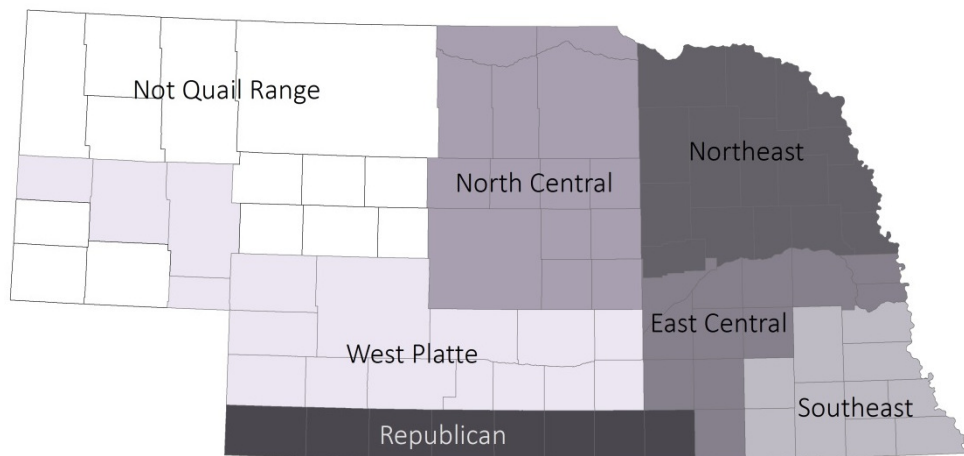 Not Quail Range
Northeast
North Central
East Central
West Platte
Southeast
Republican